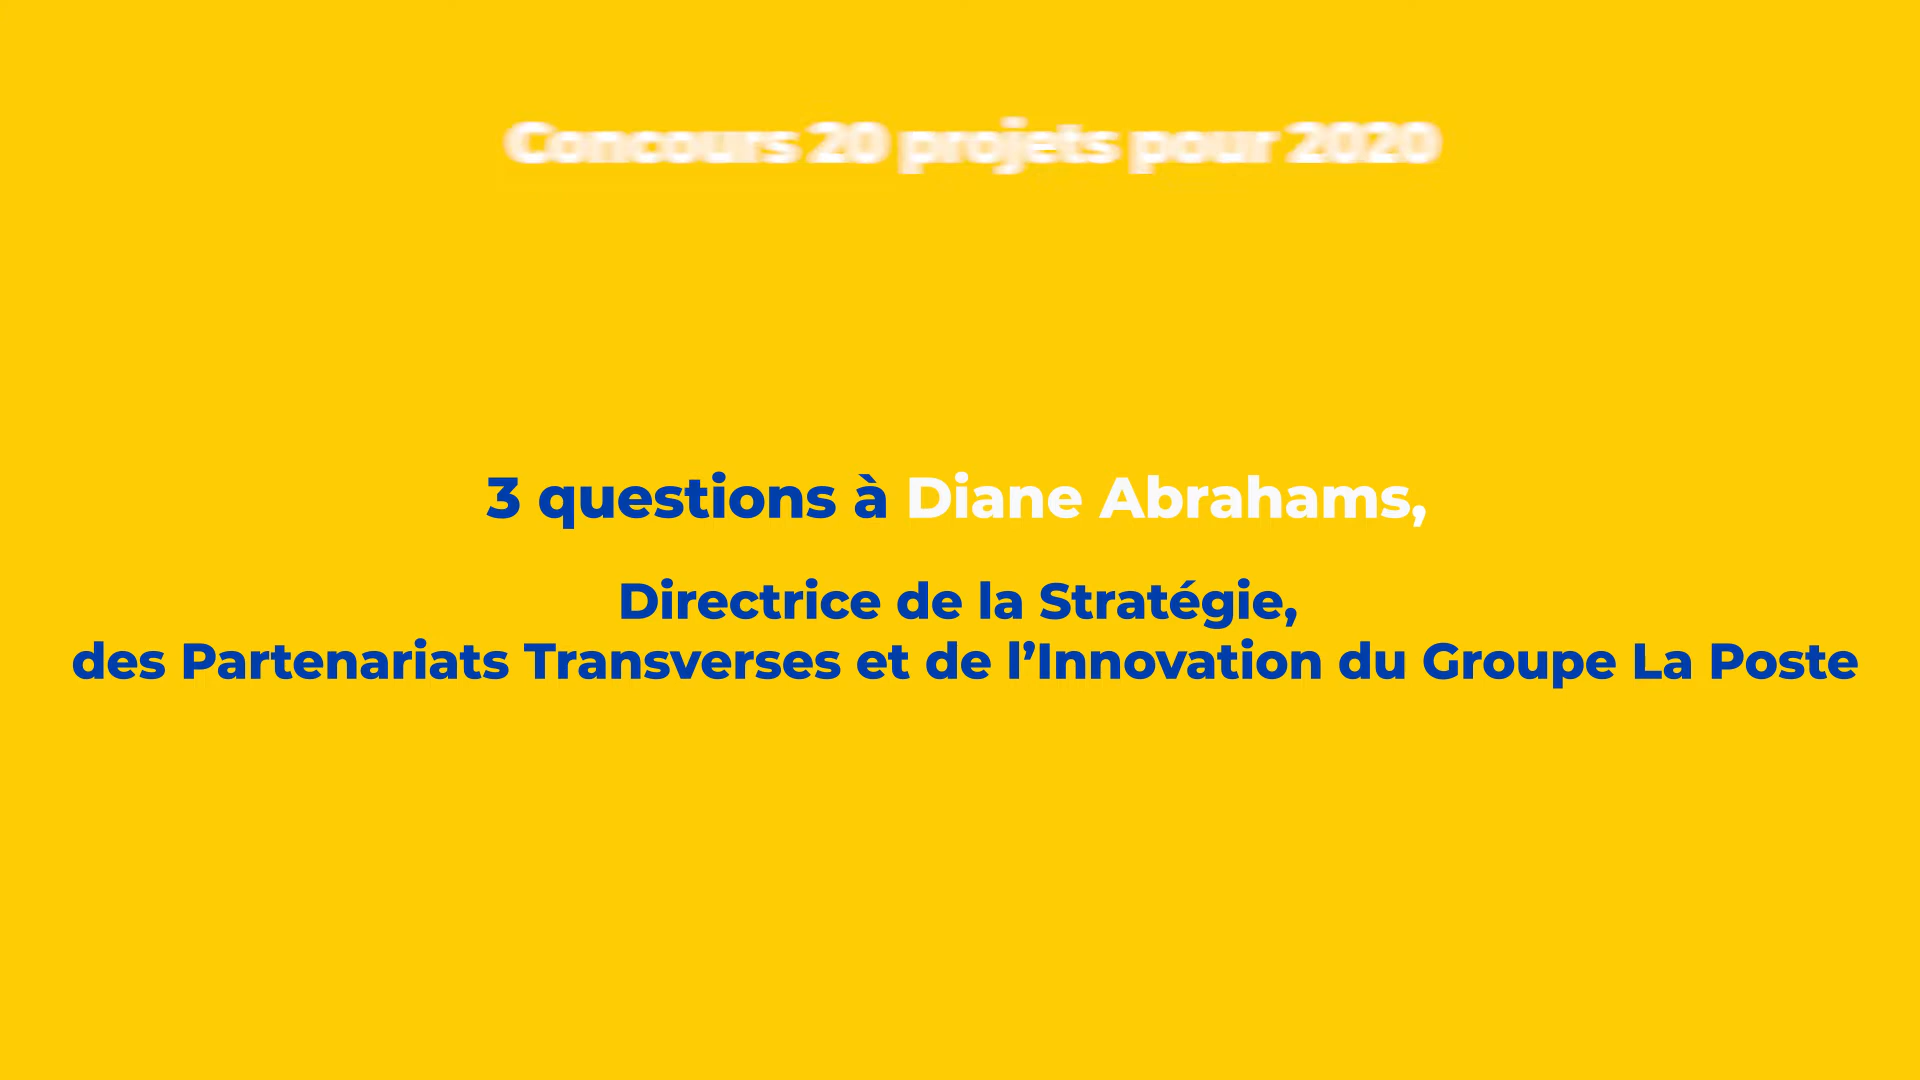 Concours 20 projets pour 2020
3 questions à Diane Abrahams,
Directrice de la Stratégie,
des Partenariats Transverses et de l’Innovation du Groupe La Poste